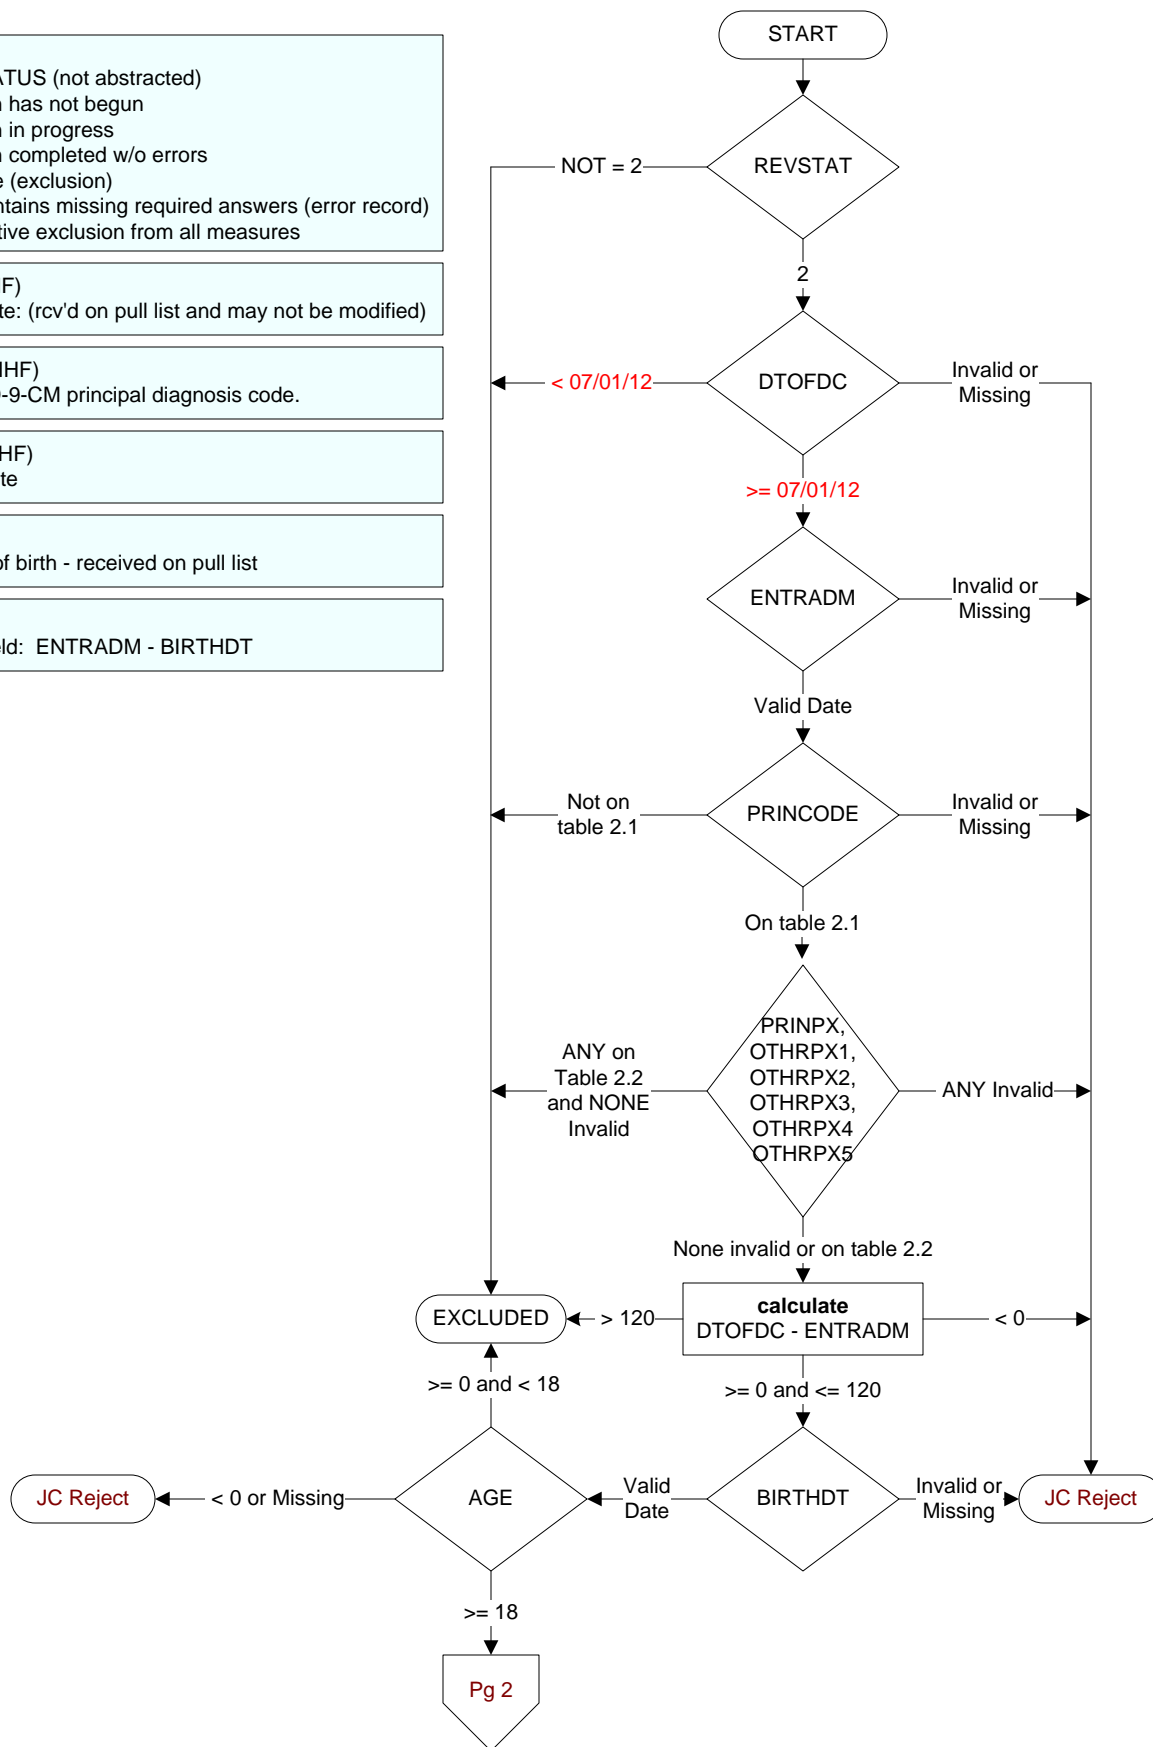 START
ATUS (not abstracted)
has not begun
in progress
completed w/o errors
(exclusion)
ntains missing required answers (error record)
tive exclusion from all measures
F)
te: (rcv'd on pull list and may not be modified)
HF)
-9-CM principal diagnosis code.
HF)
te
of birth - received on pull list
eld: ENTRADM - BIRTHDT
NOT = 2
REVSTAT
2
< 07/01/12
DTOFDC
Invalid or
Missing
>= 07/01/12
ENTRADM
Invalid or
Missing
Valid Date
Not on
table 2.1
PRINCODE
Invalid or
Missing
On table 2.1
ANY on
Table 2.2
and NONE
Invalid
PRINPX,
OTHRPX1,
OTHRPX2,
OTHRPX3,
OTHRPX4
OTHRPX5
ANY Invalid
None invalid or on table 2.2
EXCLUDED
> 120
calculate
DTOFDC - ENTRADM
< 0
>= 0 and < 18
>= 0 and <= 120
JC Reject
< 0 or Missing
AGE
Valid
Date
BIRTHDT
Invalid or
Missing
JC Reject
>= 18
Pg 2